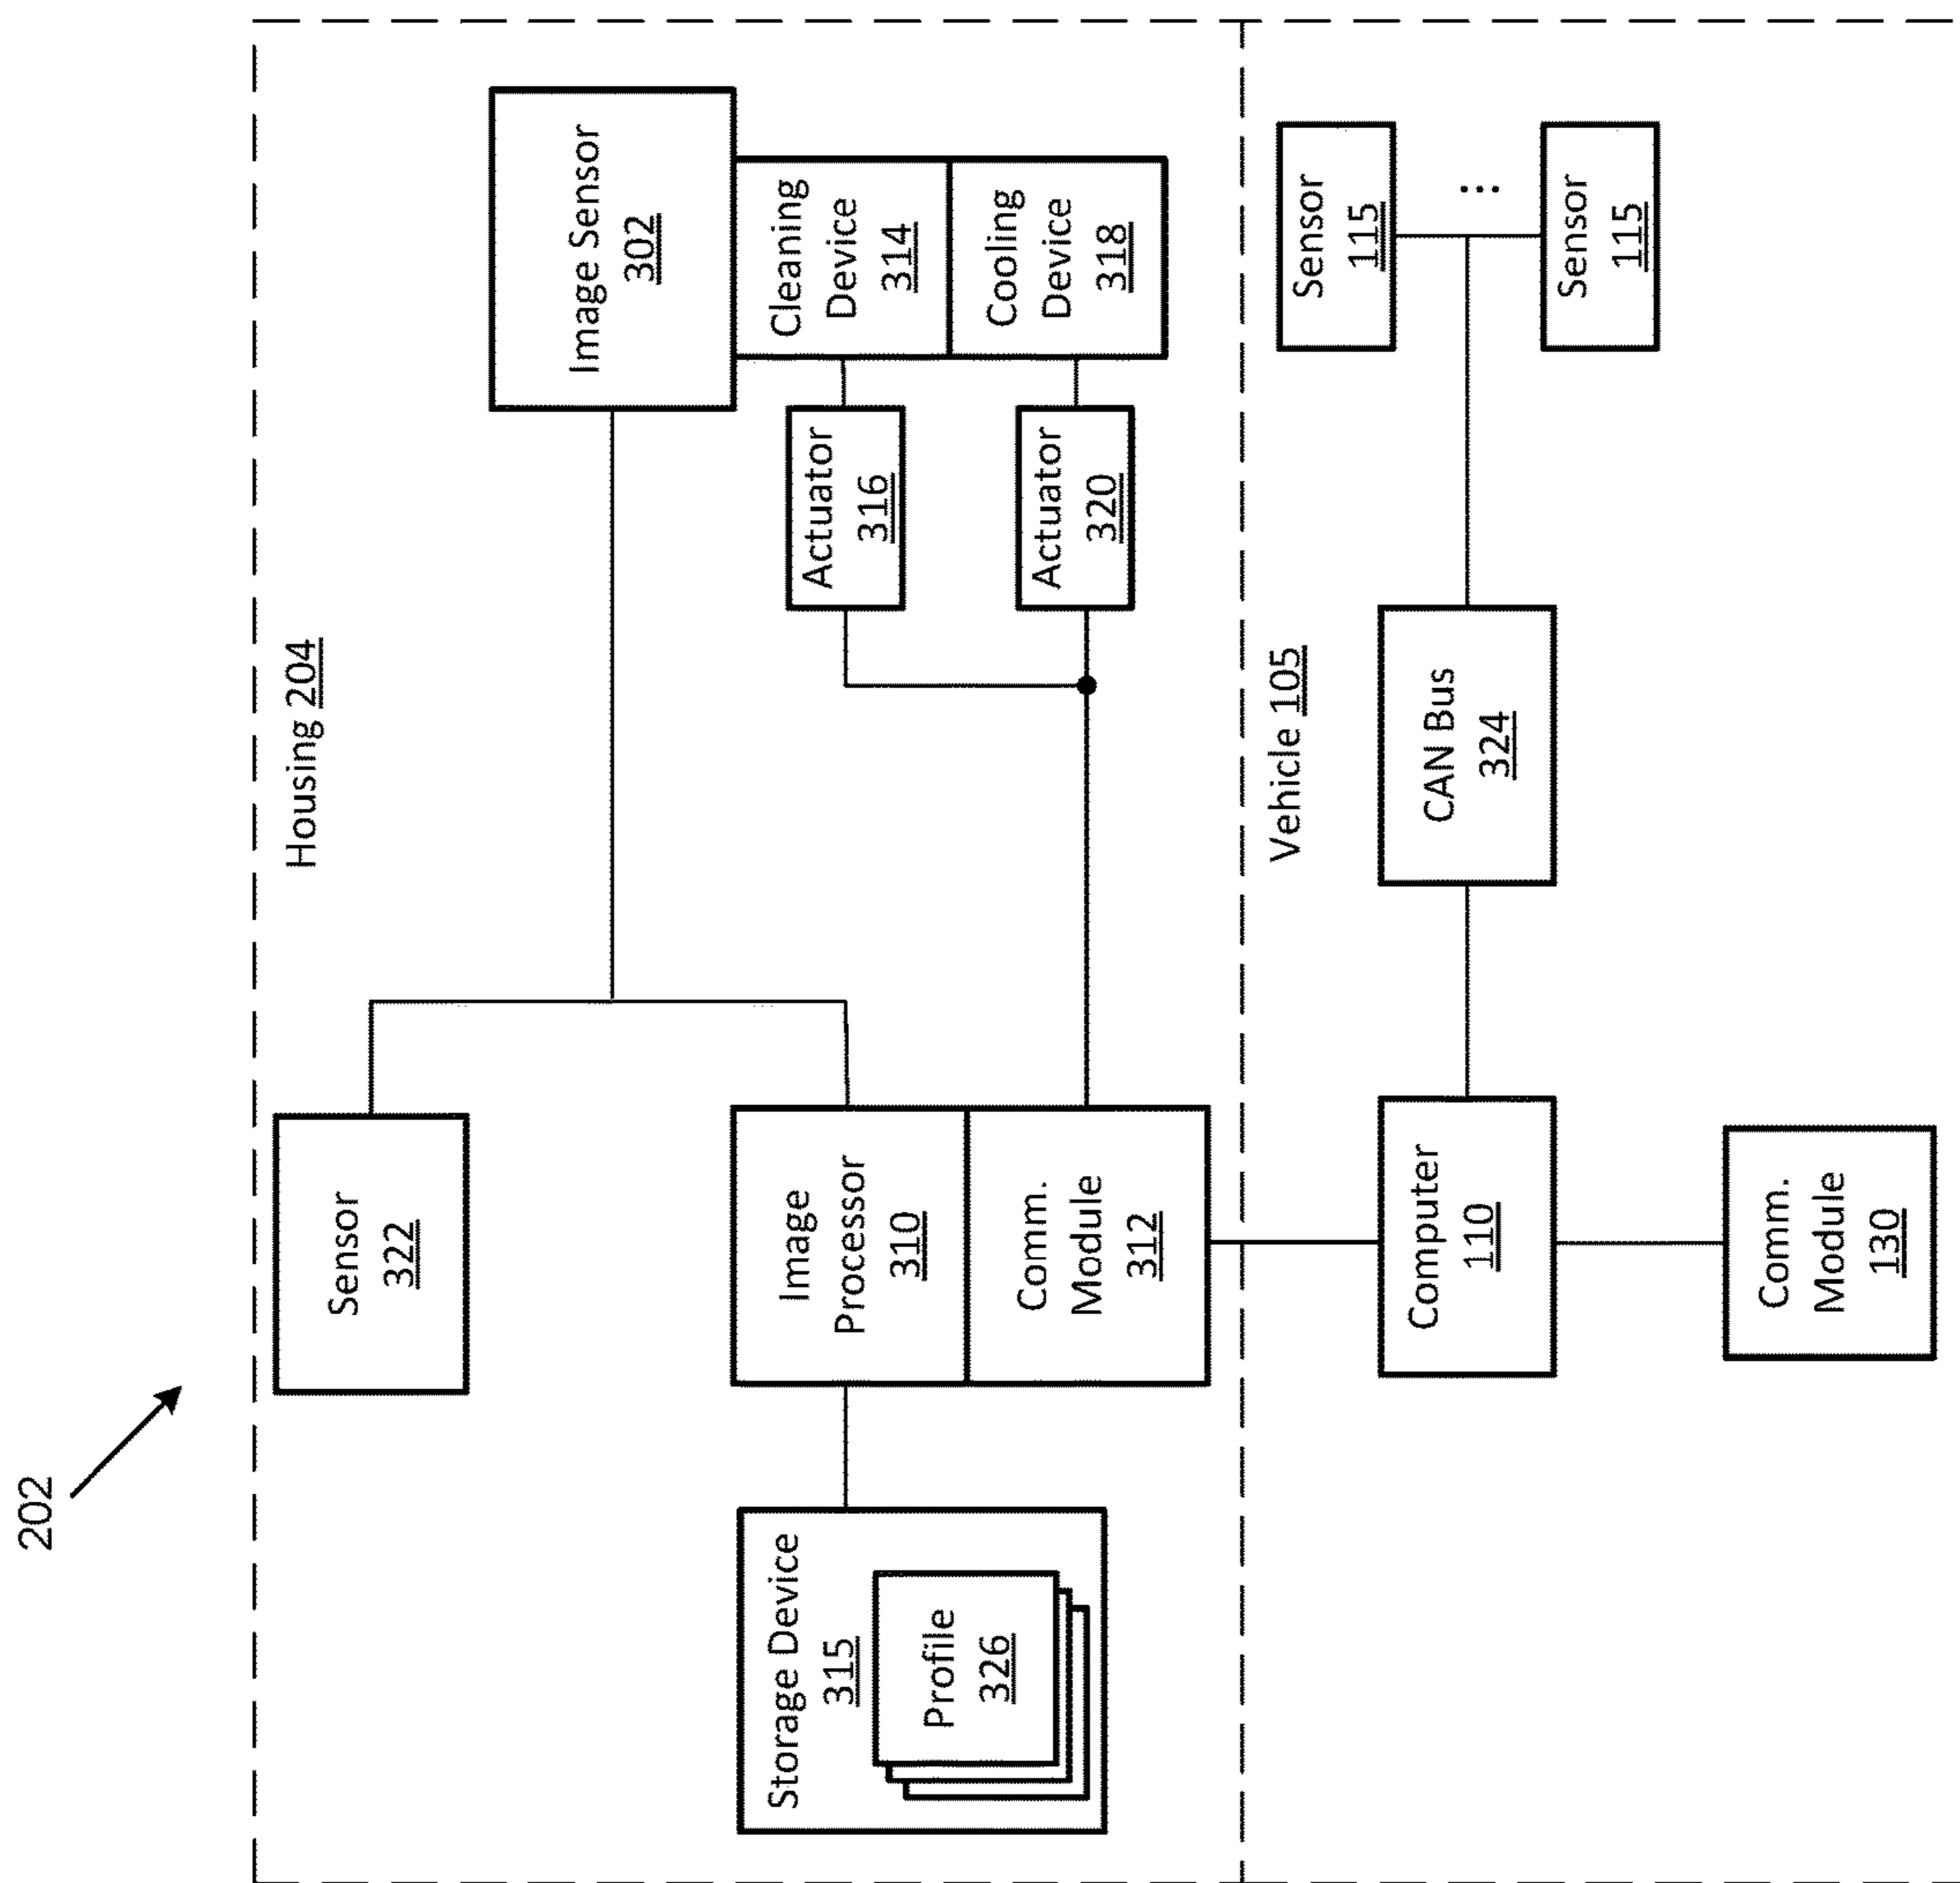 202
Housing 204
Sensor
322
Image Sensor
302
Storage Device
315
Profile
326
Image
Processor
310
Comm.
Module
312
Actuator
316
Cleaning
Device
314
Actuator
320
Cooling
Device
318
Vehicle 105
Computer
110
CAN Bus
324
Sensor
115
...
Sensor
115
Comm.
Module
130